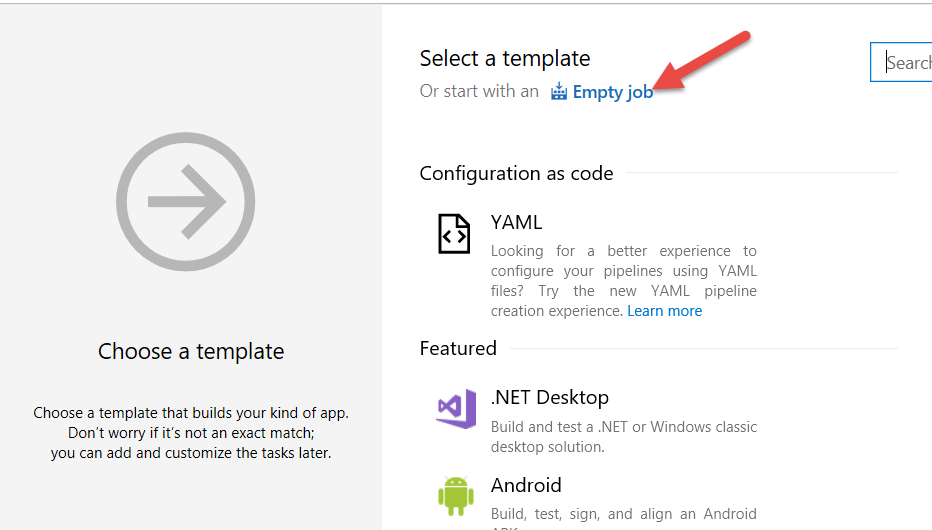 Select a template
Search
Or start with an Empty job
Configuration as code
YAML
Looking for a better experience to
configure your pipelines using YAML
files? Try the new YAML pipeline
creation experience. Learn more
Choose a template
Choose a template that builds your kind of app.
Don't worry if it's not an exact match;
you can add and customize the tasks later.
Featured
.NET Desktop
Build and test a .NET or Windows classic
desktop solution.
Android
Build, test, sign, and align an Android